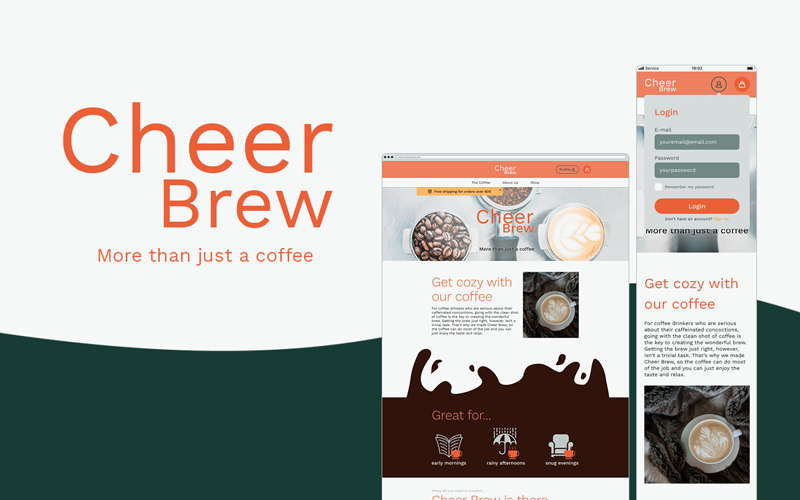 Cheer
Brew
More than just a coffee
Cheer
Brew
Profile
The Coffee
About Us
Shop
Free shipping for orders over 80€
Cheer
Brew
More than just a coffee
Get cozy with
our coffee
For coffee drinkers who are serious about
their caffeinated concoctions, going with the clean shot
of coffee is the key to creating the wonderful
brew. Getting the brew just right, however, isn't a
trivial task. That's why we made Cheer Brew, so
the coffee can do most of the job and you can
just enjoy the taste and relax.
Great for...
early mornings
rainy afternoons
snug evenings
Cheer Brew is there
Servos
19:02
Cheer
Brew
Login
E-mail
youremail@email.com
Password
yourpassword
Remember my password
Login
Don't have an account? Sign up
More than just a coffee
Get cozy with
our coffee
For coffee drinkers who are serious
about their caffeinated concoctions,
going with the clean shot of coffee is
the key to creating the wonderful brew.
Getting the brew just right, however,
isn't a trivial task. That's why we made
Cheer Brew, so the coffee can do most
of the job and you can just enjoy the
taste and relax.